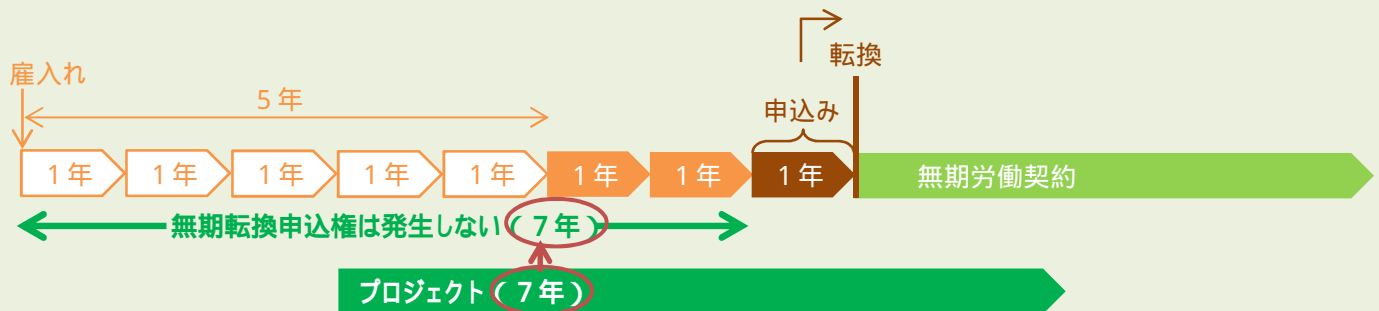 転換
雇入れ
5年
申込み
1年 1年 1年 1年 1年 1年 1年 1年 無期労働契約
無期転換申込権は発生しない(7年)
プロジェクト(7年)